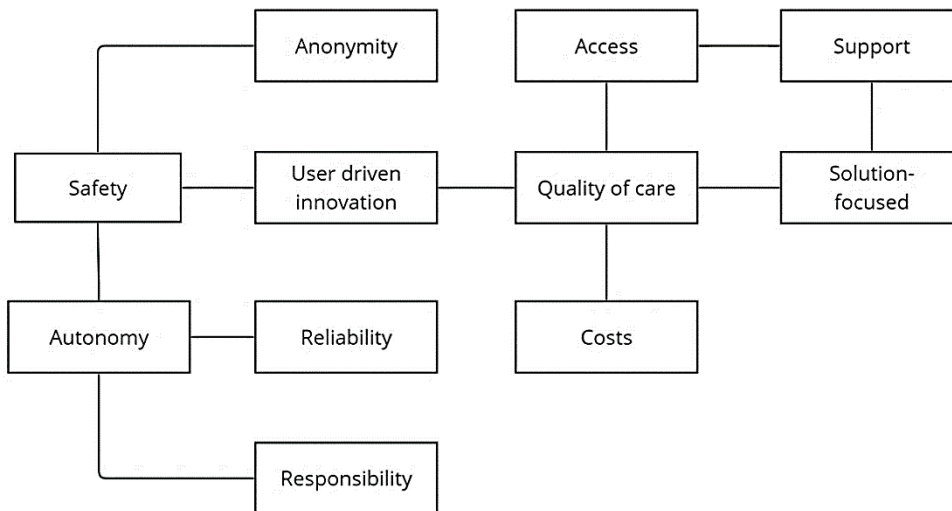 Anonymity
Access
Support
Safety
User driven
innovation
Quality of care
Solution-
focused
Autonomy
Reliability
Costs
Responsibility